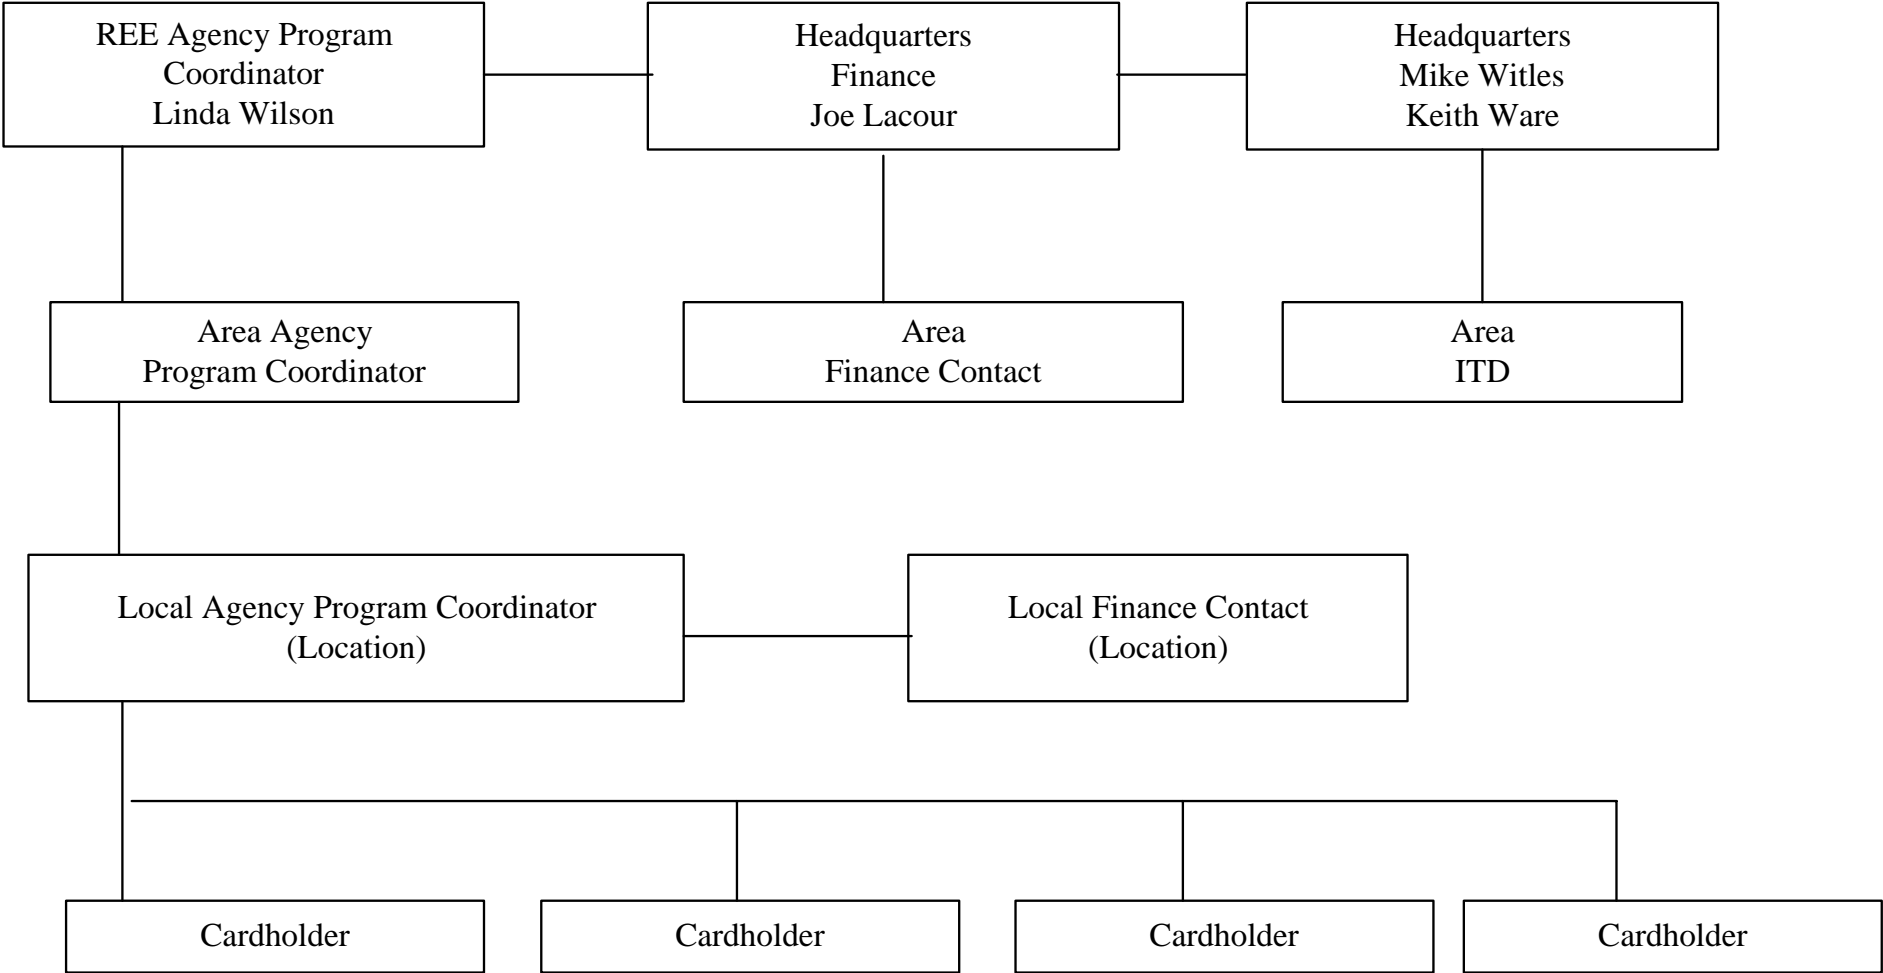 REE Agency Program
Coordinator
Linda Wilson
Headquarters
Finance
Joe Lacour
Headquarters
Mike Witles
Keith Ware
Area Agency
Program Coordinator
Area
Finance Contact
Area
ITD
Local Agency Program Coordinator
(Location)
Local Finance Contact
(Location)
Cardholder
Cardholder
Cardholder
Cardholder